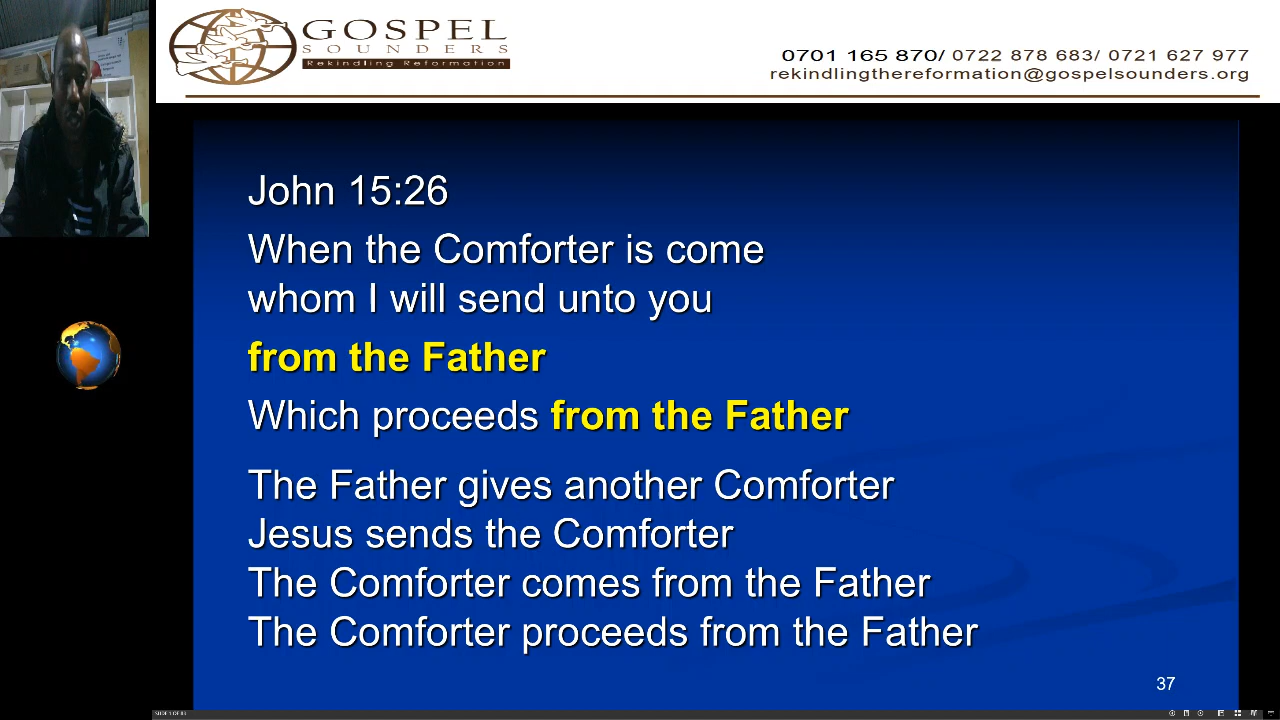 GOSPEL
SOUNDERS
Rekindling Reformation
0701 165 870/ 0722 878 683/ 0721 627 977
rekindlingthereformation@gospelsounders.org
John 15:26
When the Comforter is come
whom I will send unto you
from the Father
Which proceeds from the Father
The Father gives another Comforter
Jesus sends the Comforter
The Comforter comes from the Father
The Comforter proceeds from the Father
37